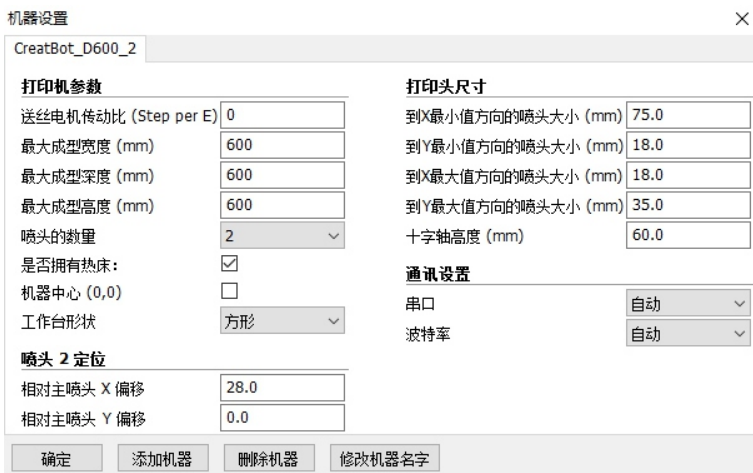 机器设置
CreatBot_D600_2
打印机参数
送丝电机传动比 (Step per E) 0
最大成型宽度 (mm) 600
最大成型深度 (mm) 600
最大成型高度 (mm) 600
喷头的数量 2
是否拥有热床：
机器中心 (0,0)
工作台形状 方形
喷头 2 定位
相对主喷头 X 偏移 28.0
相对主喷头 Y 偏移 0.0
打印头尺寸
到X最小值方向的喷头大小 (mm) 75.0
到Y最小值方向的喷头大小 (mm) 18.0
到X最大值方向的喷头大小 (mm) 18.0
到Y最大值方向的喷头大小 (mm) 35.0
十字轴高度 (mm) 60.0
通讯设置
串口 自动
波特率 自动
确定 添加机器 删除机器 修改机器名字